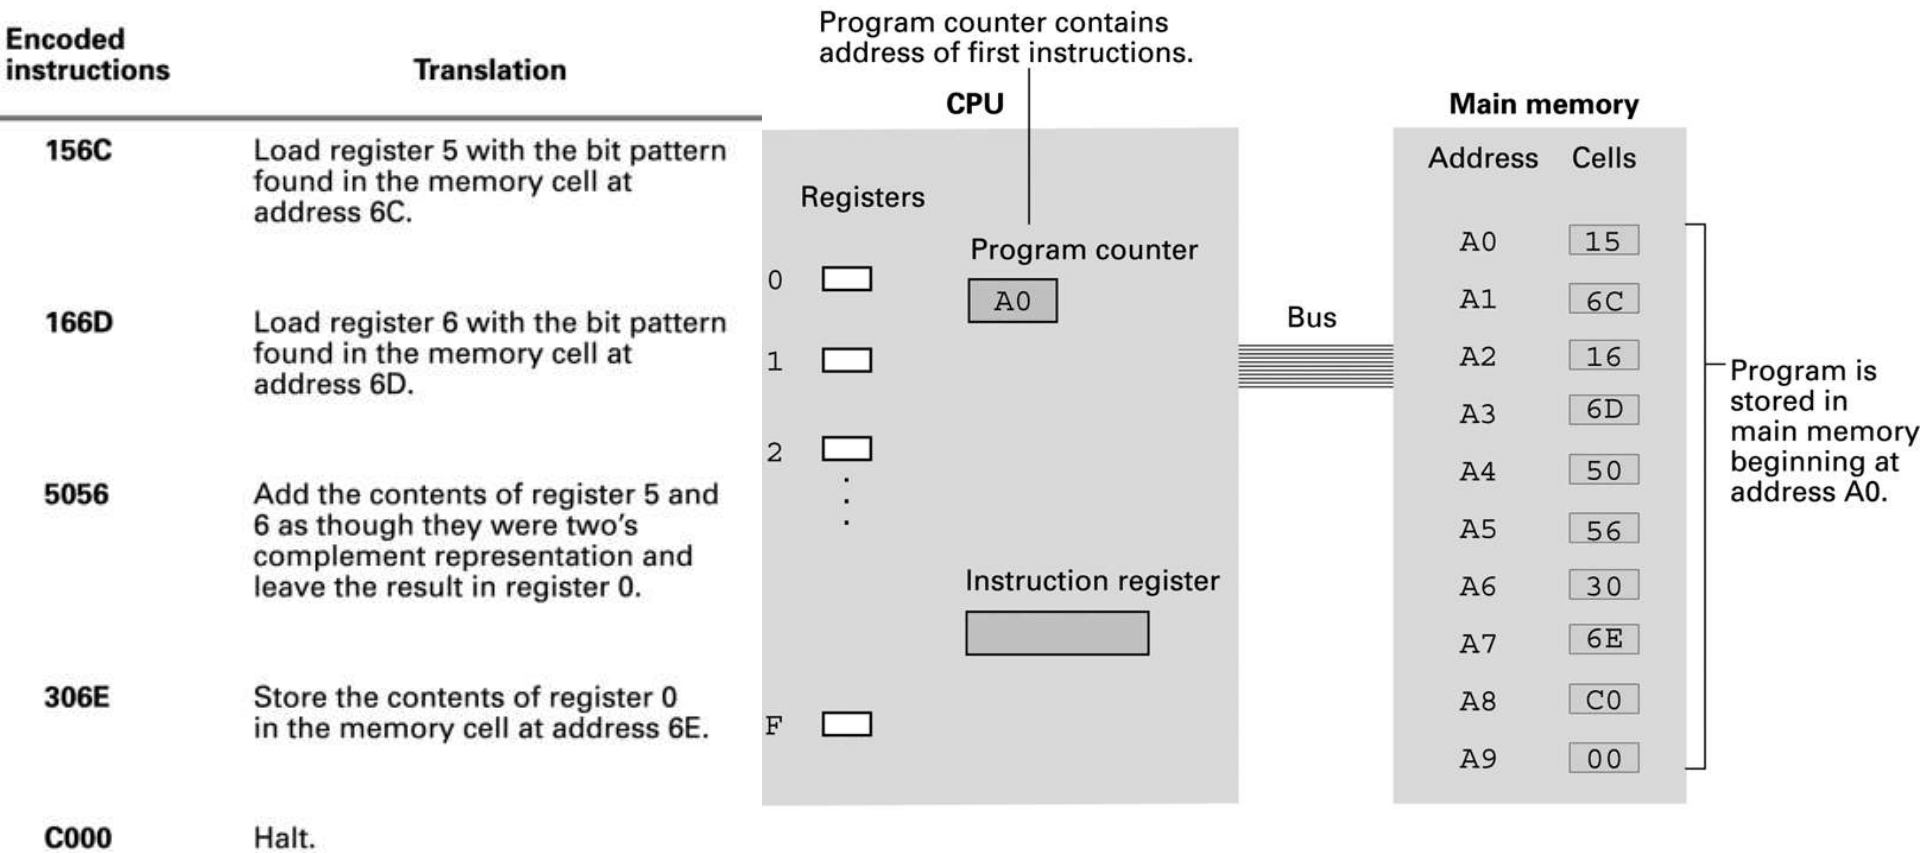 Encoded
instructions
Translation
156C
Load register 5 with the bit pattern
found in the memory cell at
address 6C.
166D
Load register 6 with the bit pattern
found in the memory cell at
address 6D.
5056
Add the contents of register 5 and
6 as though they were two's
complement representation and
leave the result in register 0.
306E
Store the contents of register 0
in the memory cell at address 6E.
C000
Halt.
Program counter contains
address of first instructions.
CPU
Registers
0
1
2
F
Program counter
A0
Instruction register
Bus
Main memory
Address Cells
A0 15
A1 6C
A2 16
A3 6D
A4 50
A5 56
A6 30
A7 6E
A8 C0
A9 00
Program is
stored in
main memory
beginning at
address A0.